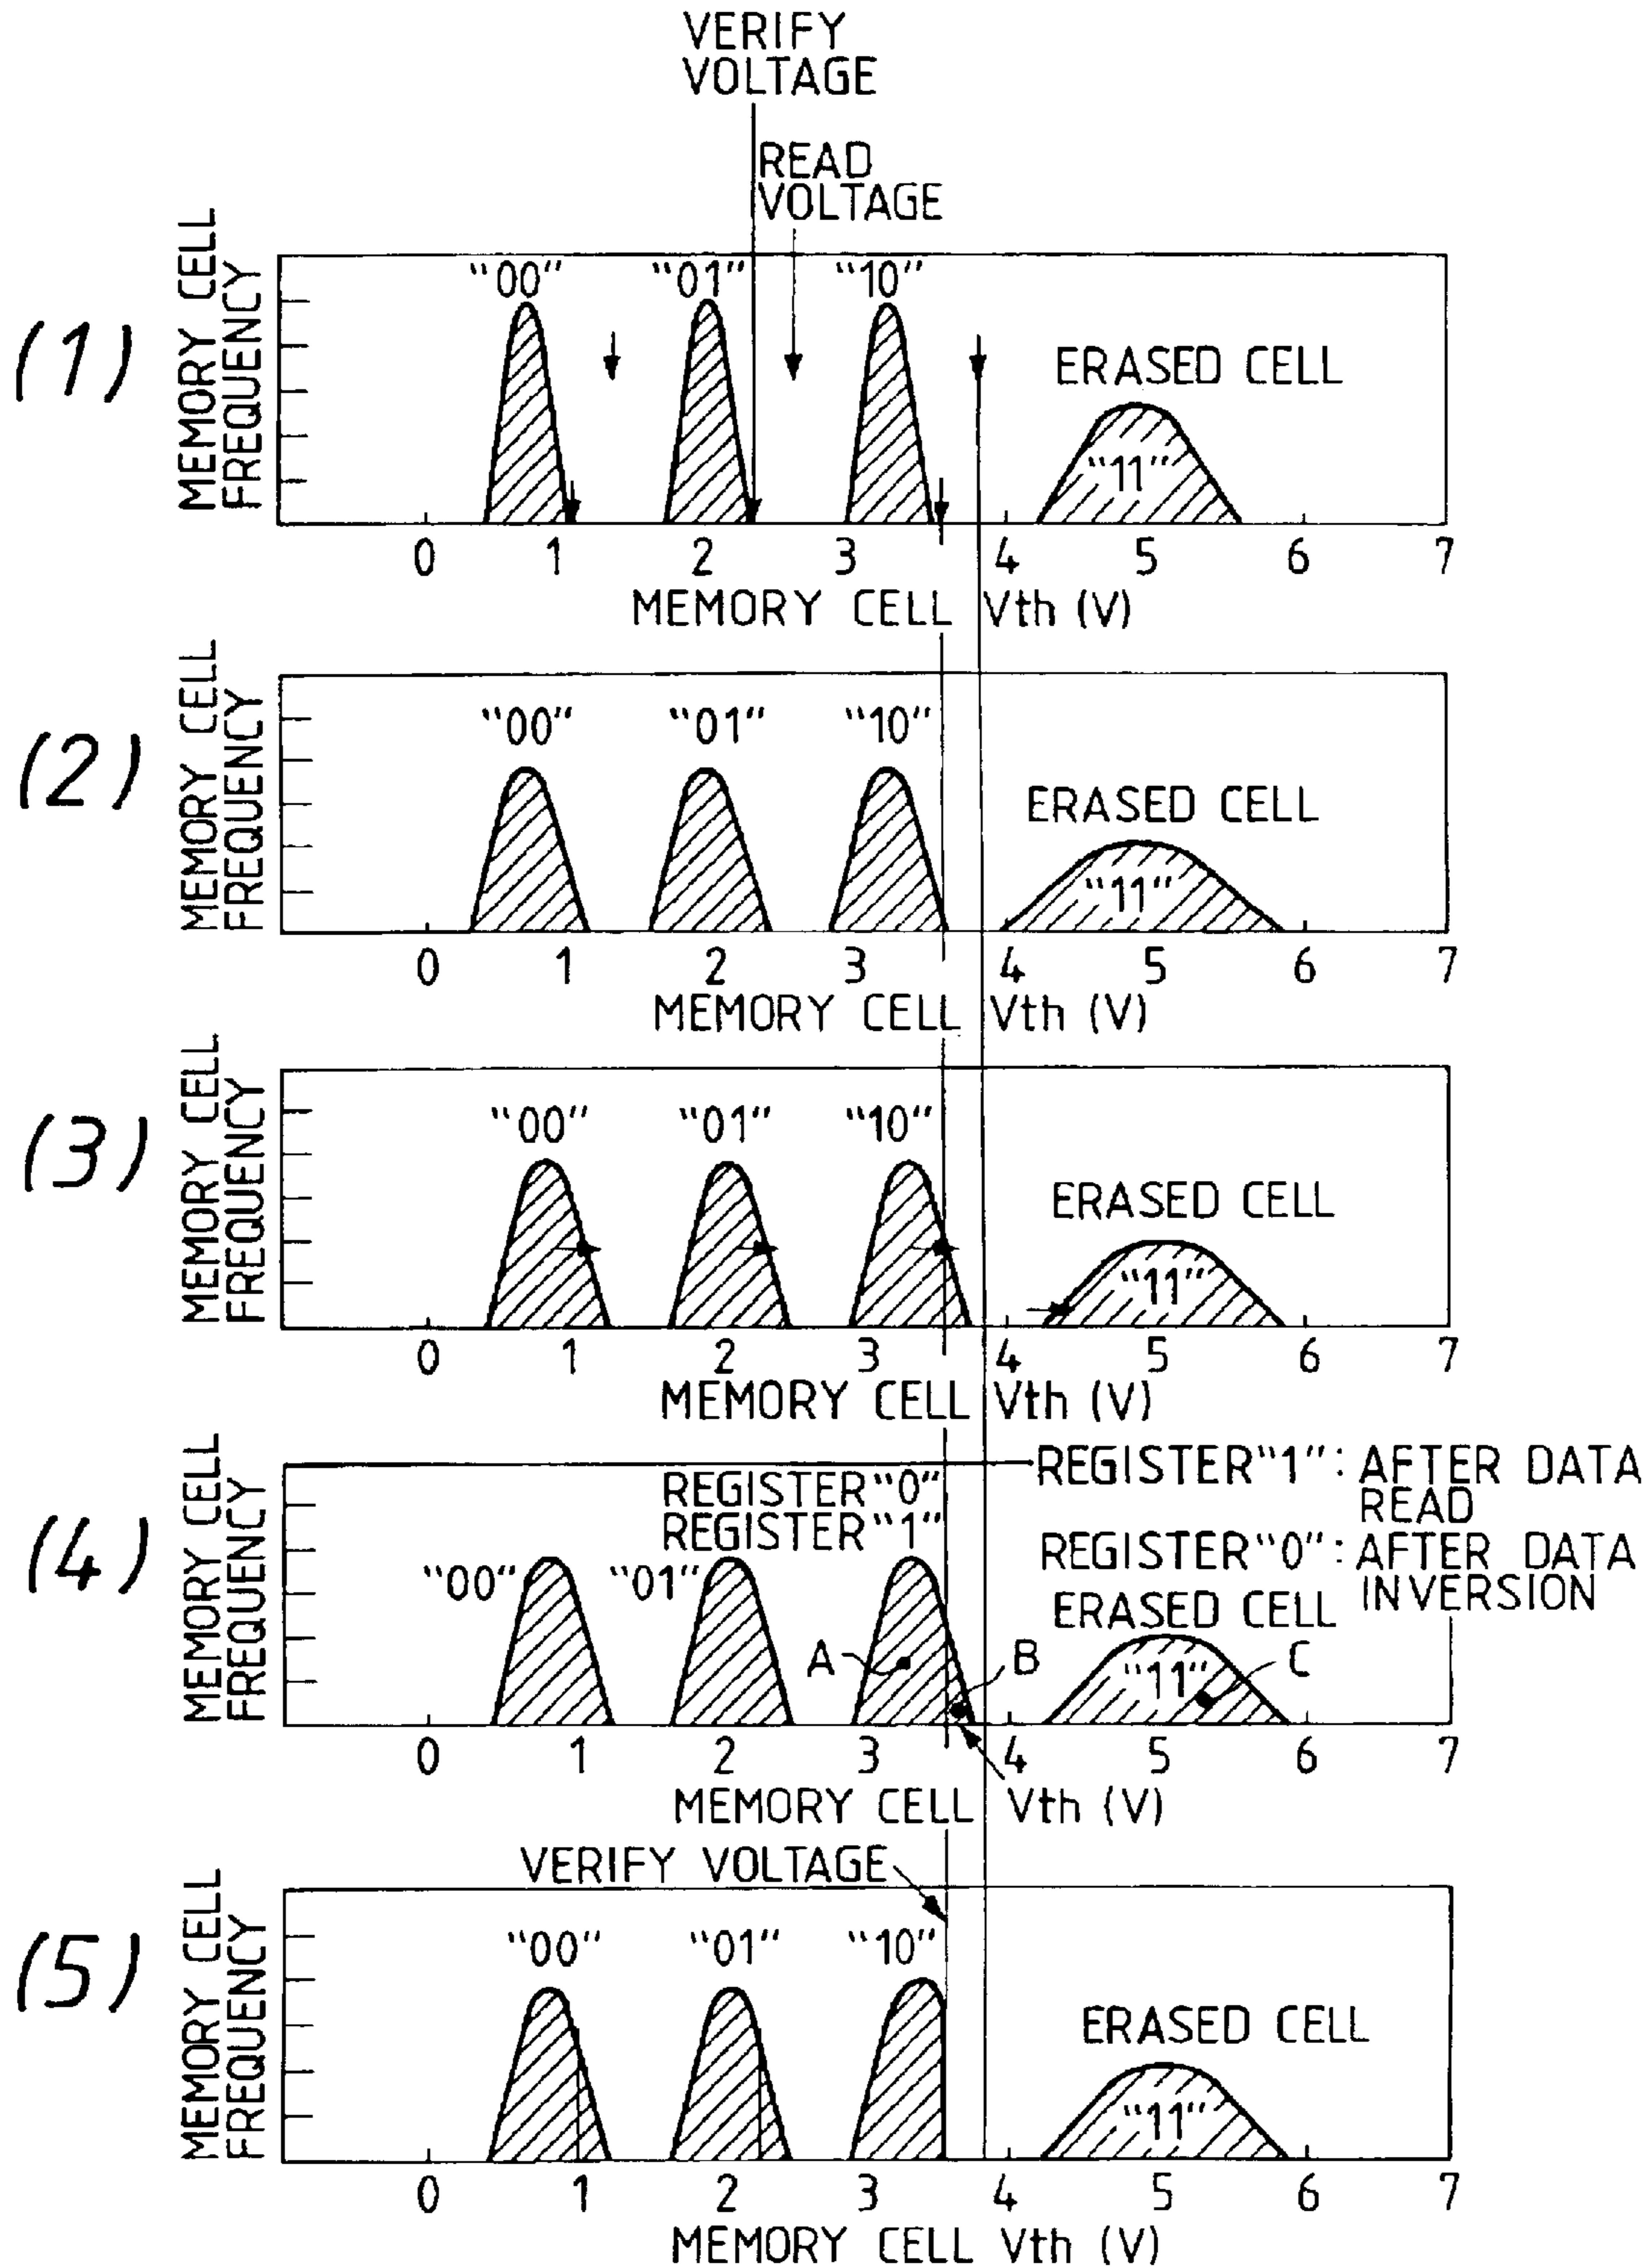 VERIFY
VOLTAGE
READ
VOLTAGE
(1)
MEMORY CELL
FREQUENCY
"00" "01" "10"
ERASED CELL
"11"
0 1 2 3 4 5 6 7
MEMORY CELL Vth (V)
(2)
MEMORY CELL
FREQUENCY
"00" "01" "10"
ERASED CELL
"11"
0 1 2 3 4 5 6 7
MEMORY CELL Vth (V)
(3)
MEMORY CELL
FREQUENCY
"00" "01" "10"
ERASED CELL
"11"
0 1 2 3 4 5 6 7
MEMORY CELL Vth (V)
(4)
MEMORY CELL
FREQUENCY
REGISTER "0"
REGISTER "1"
REGISTER "1": AFTER DATA
READ
REGISTER "0": AFTER DATA
INVERSION
"00" "01"
ERASED CELL
A B "11" C
0 1 2 3 4 5 6 7
MEMORY CELL Vth (V)
VERIFY VOLTAGE
(5)
MEMORY CELL
FREQUENCY
"00" "01" "10"
ERASED CELL
"11"
0 1 2 3 4 5 6 7
MEMORY CELL Vth (V)